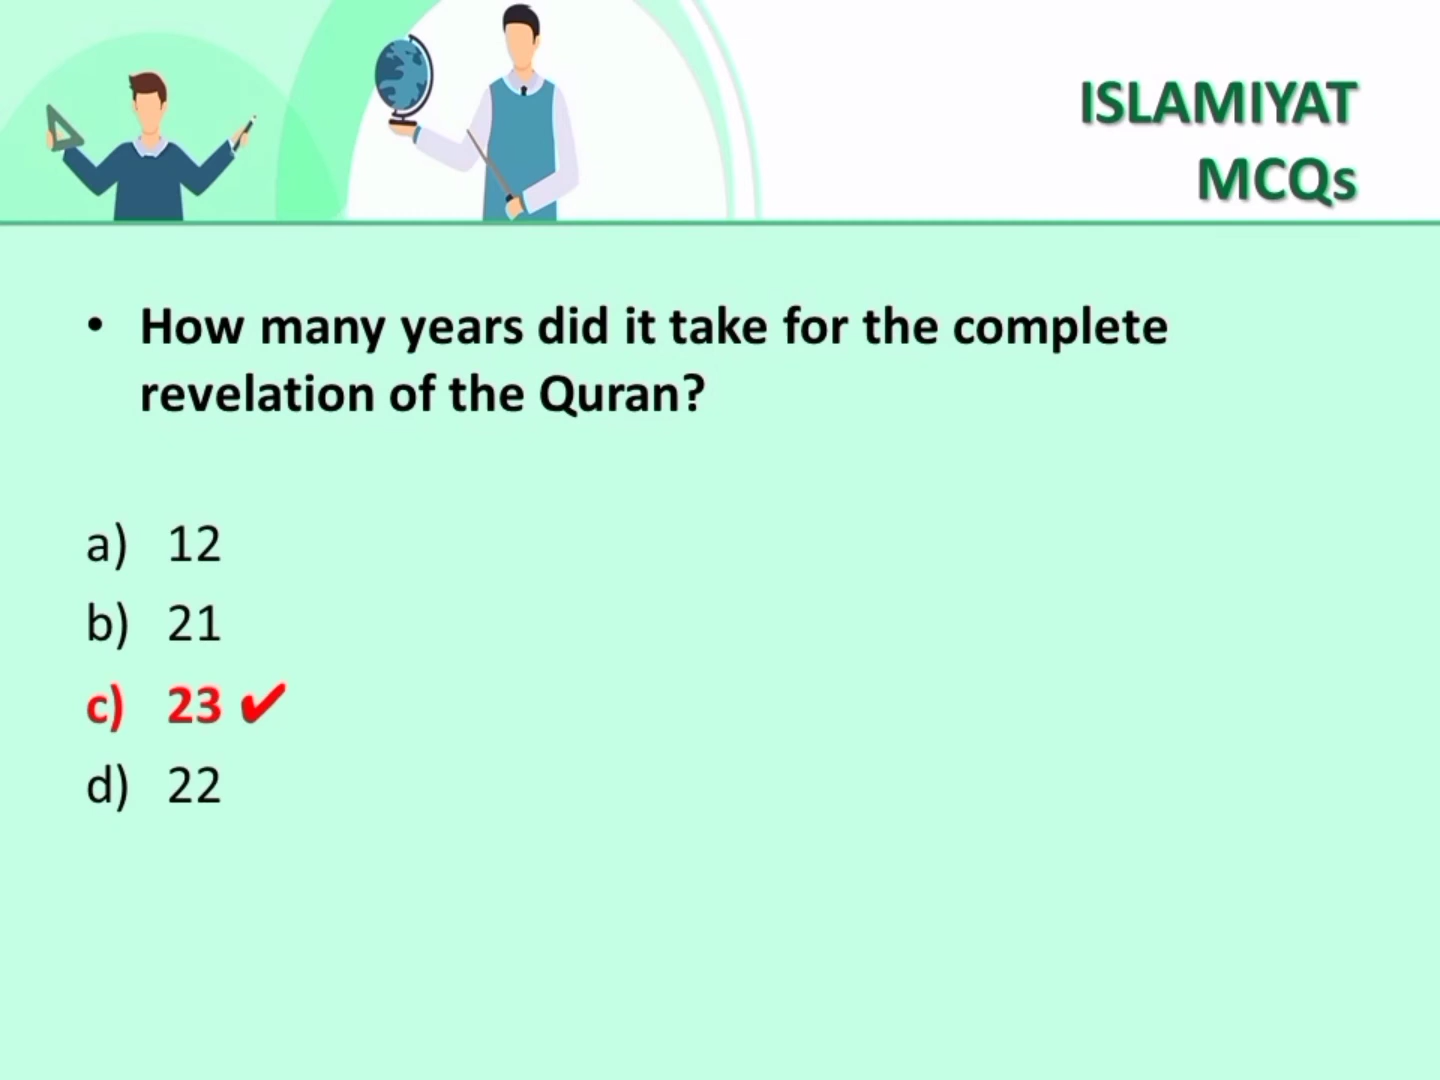 ISLAMIYAT
MCQs
• How many years did it take for the complete
revelation of the Quran?
a) 12
b) 21
c) 23 ✔
d) 22